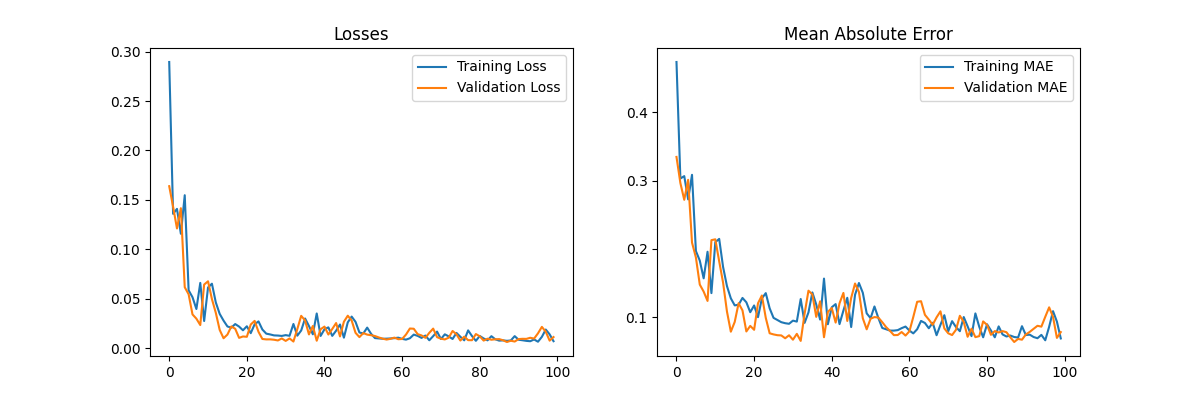 Losses
Training Loss
Validation Loss
0.30
0.25
0.20
0.15
0.10
0.05
0.00
0 20 40 60 80 100
Mean Absolute Error
Training MAE
Validation MAE
0.4
0.3
0.2
0.1
0 20 40 60 80 100